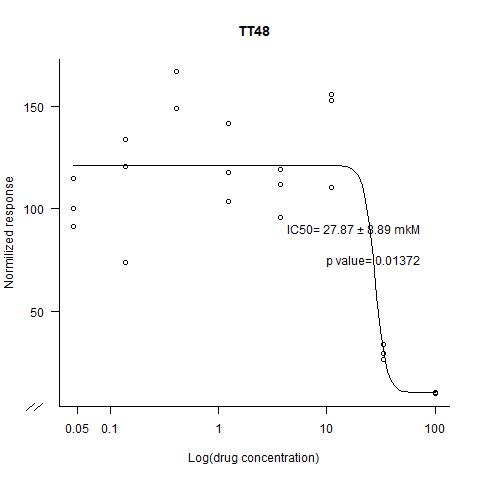 TT48
Normilized response
150
100
50
IC50= 27.87 ± 8.89 mkM
p value= 0.01372
0.05 0.1 1 10 100
Log(drug concentration)